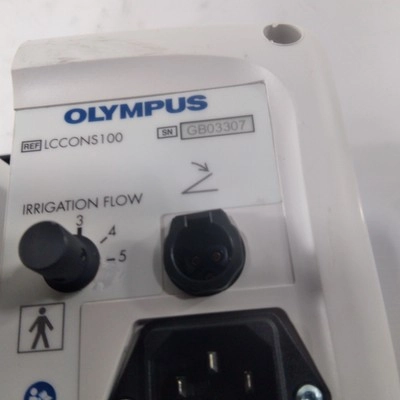 OLYMPUS
REF LCCONS100 SN GB03307
IRRIGATION FLOW
3
4
5